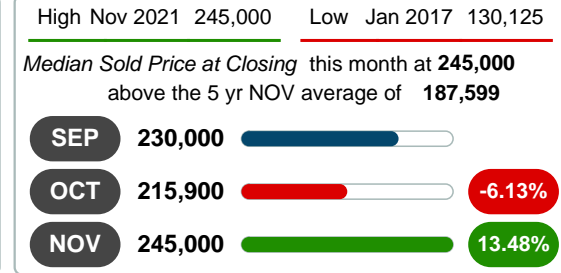 High Nov 2021 245,000 Low Jan 2017 130,125
Median Sold Price at Closing this month at 245,000
above the 5 yr NOV average of 187,599
SEP 230,000
OCT 215,900 -6.13%
NOV 245,000 13.48%